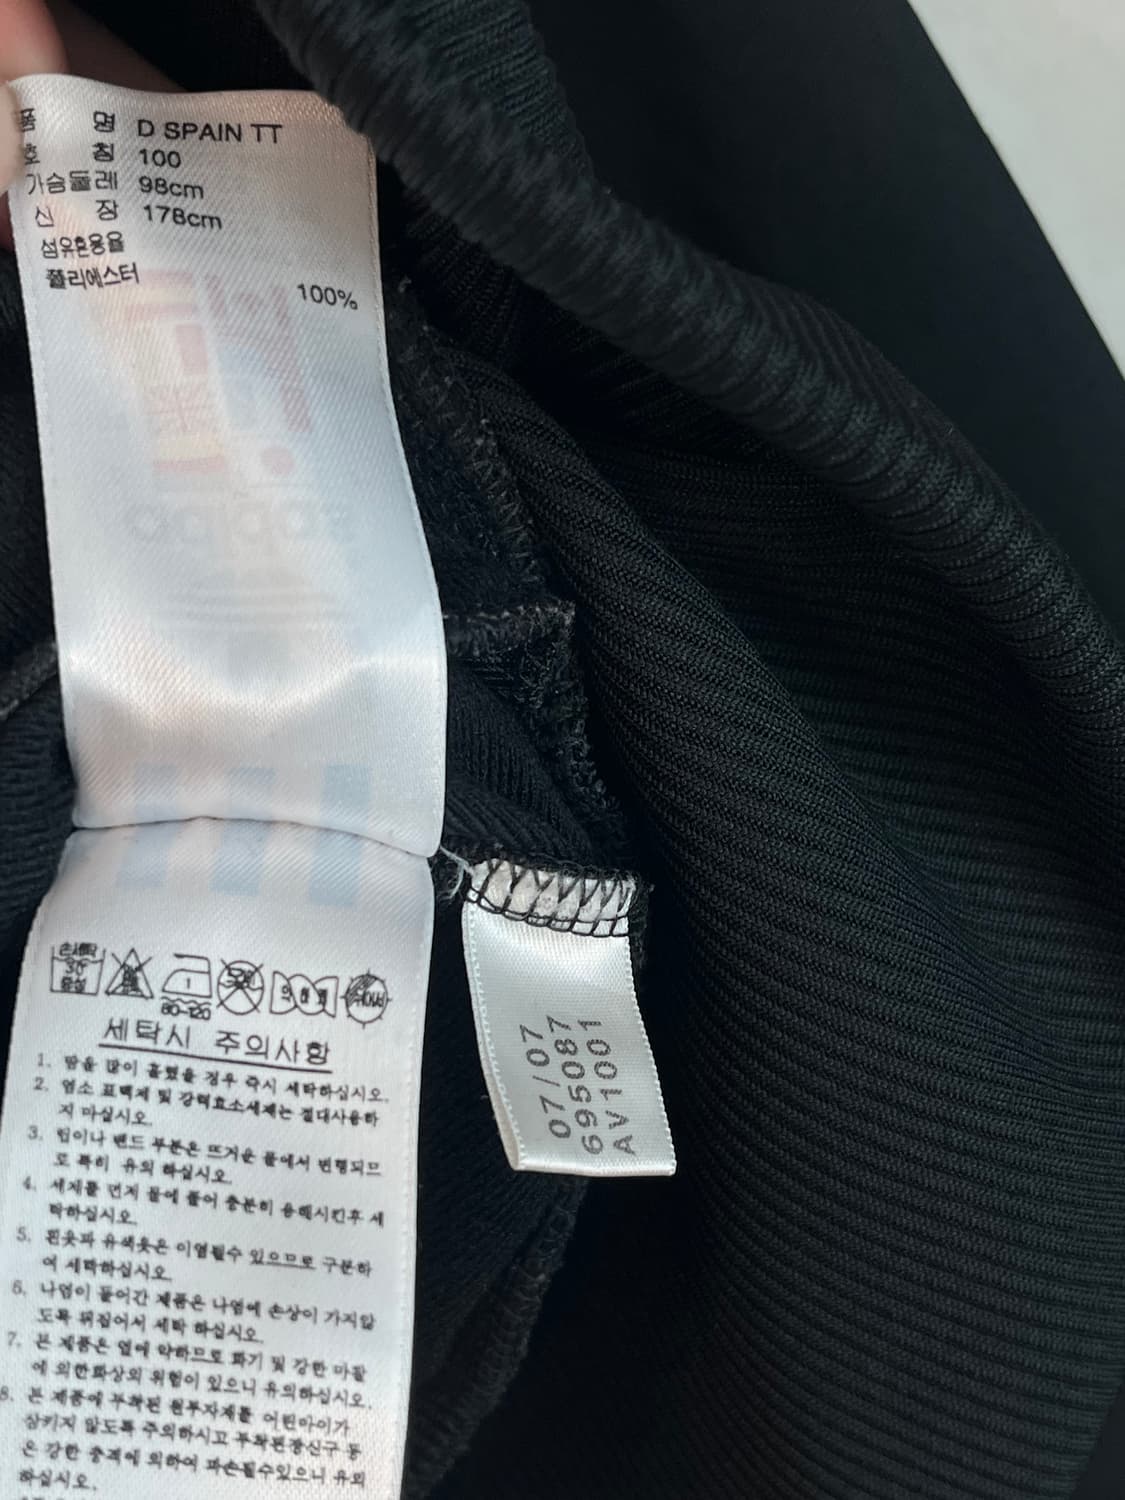 품 명 D SPAIN TT
호 칭 100
가슴둘레 98cm
신 장 178cm
섬유혼용율
폴리에스터 100%
손세탁
30
중성
80-120
세탁시 주의사항
1. 땀을 많이 흘렸을 경우 즉시 세탁하십시오.
2. 염소 표백제 및 강력효소세제는 절대사용하
지 마십시오.
3. 힙이나 밴드 부분은 뜨거운 물에서 변형되므
로 특히 유의 하십시오.
4. 세제를 먼저 물에 풀어 충분히 용해시킨후 세
탁하십시오.
5. 흰옷과 유색옷은 이염될수 있으므로 구분하
여 세탁하십시오.
6. 나염이 들어간 제품은 나염에 손상이 가지않
도록 뒤집어서 세탁 하십시오.
7. 본 제품은 열에 약하므로 화기 및 강한 마찰
에 의한화상의 위험이 있으니 유의하십시오.
8. 본 제품에 부착된 원부자재를 어린아이가
삼키지 않도록 주의하시고 부착된장신구 등
은 강한 충격에 의하여 파손될수있으니 유의
하십시오.
07/07
695087
AV1001
adidas